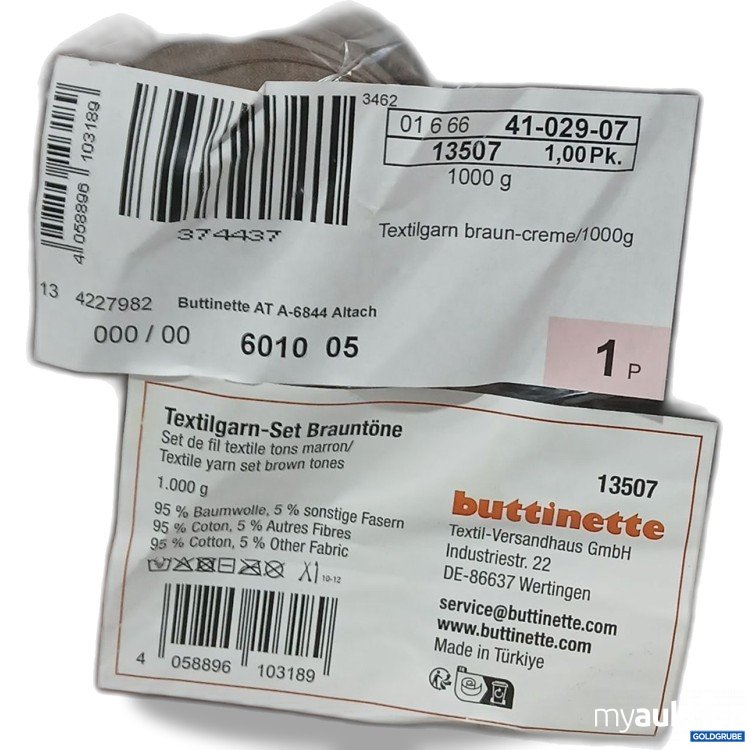 4 058896 103189
374437
3462
01 6 66 41-029-07
13507 1,00Pk.
1000 g
Textilgarn braun-creme/1000g
13 4227982 Buttinette AT A-6844 Altach
000 / 00 6010 05
1 P
Textilgarn-Set Brauntöne
Set de fil textile tons marron/
Textile yarn set brown tones
1.000 g
95 % Baumwolle, 5 % sonstige Fasern
95 % Coton, 5 % Autres Fibres
95 % Cotton, 5 % Other Fabric
10-12
4 058896 103189
13507
buttinette
Textil-Versandhaus GmbH
Industriestr. 22
DE-86637 Wertingen
service@buttinette.com
www.buttinette.com
Made in Türkiye
GOLDGRUBE